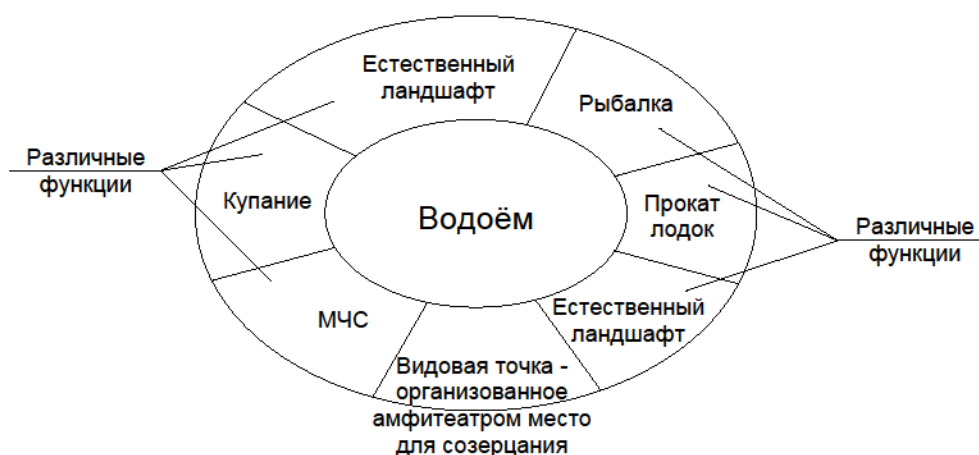 Естественный
ландшафт
Рыбалка
Различные
функции
Купание
Водоём
Прокат
лодок
Различные
функции
Естественный
ландшафт
МЧС
Видовая точка -
организованное
амфитеатром место
для созерцания